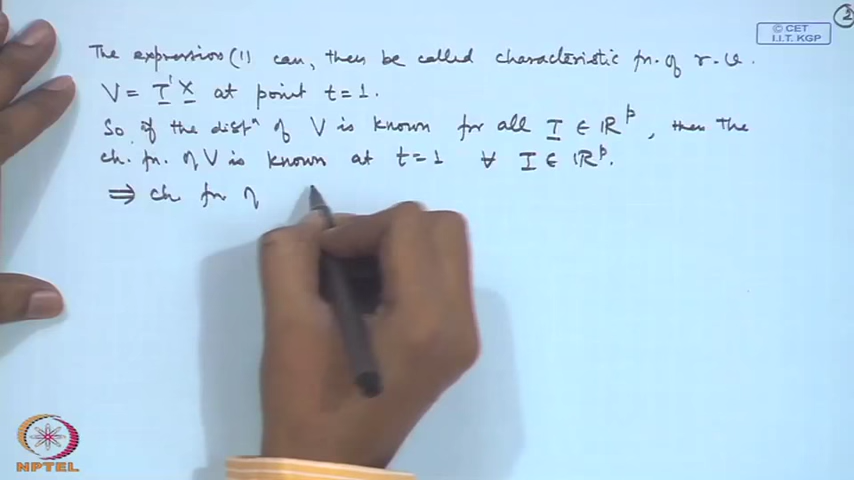 2
© CET
I.I.T. KGP
The expression (1) can, then be called characteristic fn. of r.v.
V = T' X at point t = 1.
So if the distⁿ of V is known for all T ∈ ℝᵖ, then the
ch. fn. of V is known at t = 1 ∀ T ∈ ℝᵖ.
⇒ ch fn of
NPTEL